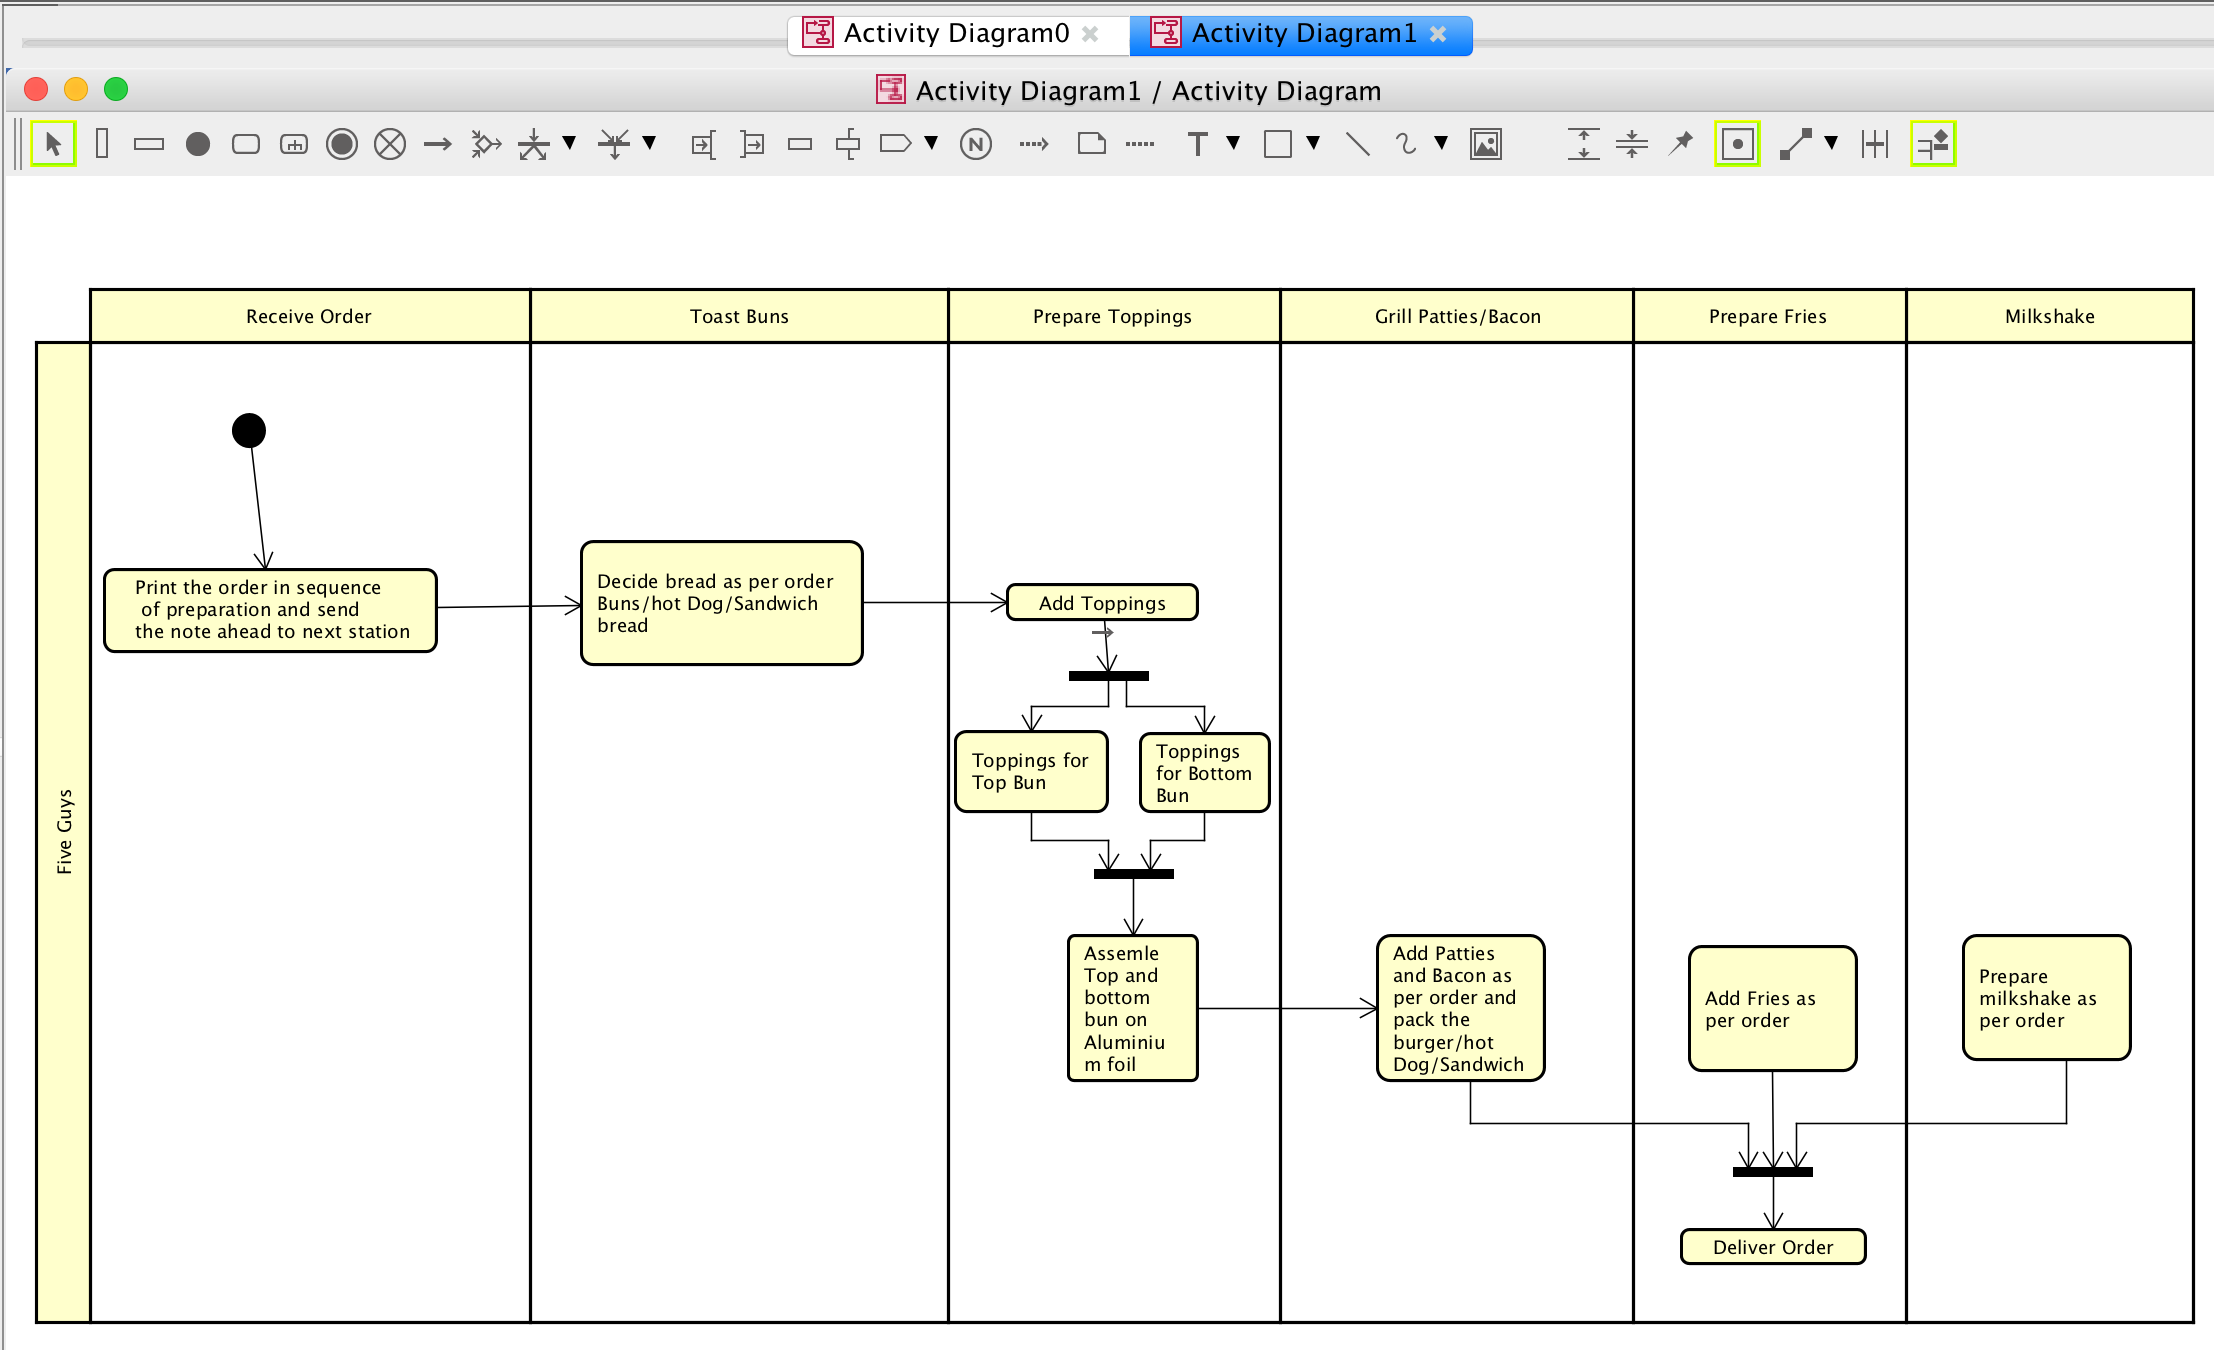 Activity Diagram0
Activity Diagram1
Activity Diagram1 / Activity Diagram
N
T
Receive Order
Toast Buns
Prepare Toppings
Grill Patties/Bacon
Prepare Fries
Milkshake
Five Guys
Print the order in sequence
of preparation and send
the note ahead to next station
Decide bread as per order
Buns/hot Dog/Sandwich
bread
Add Toppings
Toppings for
Top Bun
Toppings
for Bottom
Bun
Assemle
Top and
bottom
bun on
Aluminiu
m foil
Add Patties
and Bacon as
per order and
pack the
burger/hot
Dog/Sandwich
Add Fries as
per order
Prepare
milkshake as
per order
Deliver Order